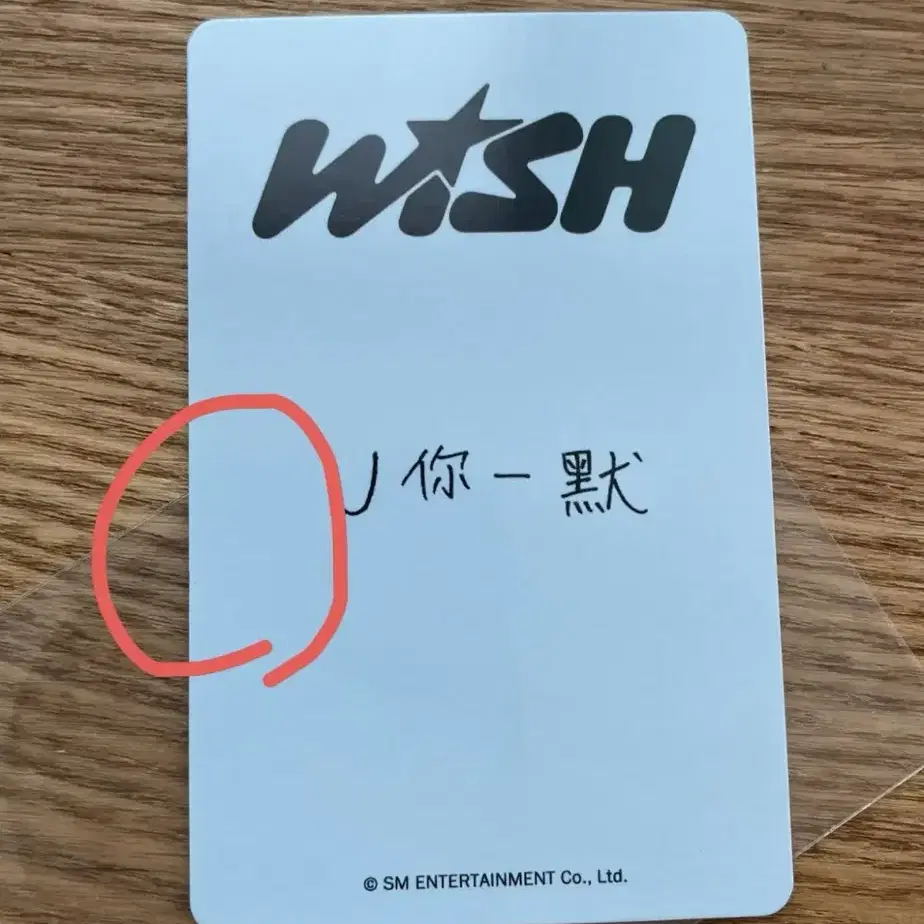 WISH
J 你一默
© SM ENTERTAINMENT Co., Ltd.